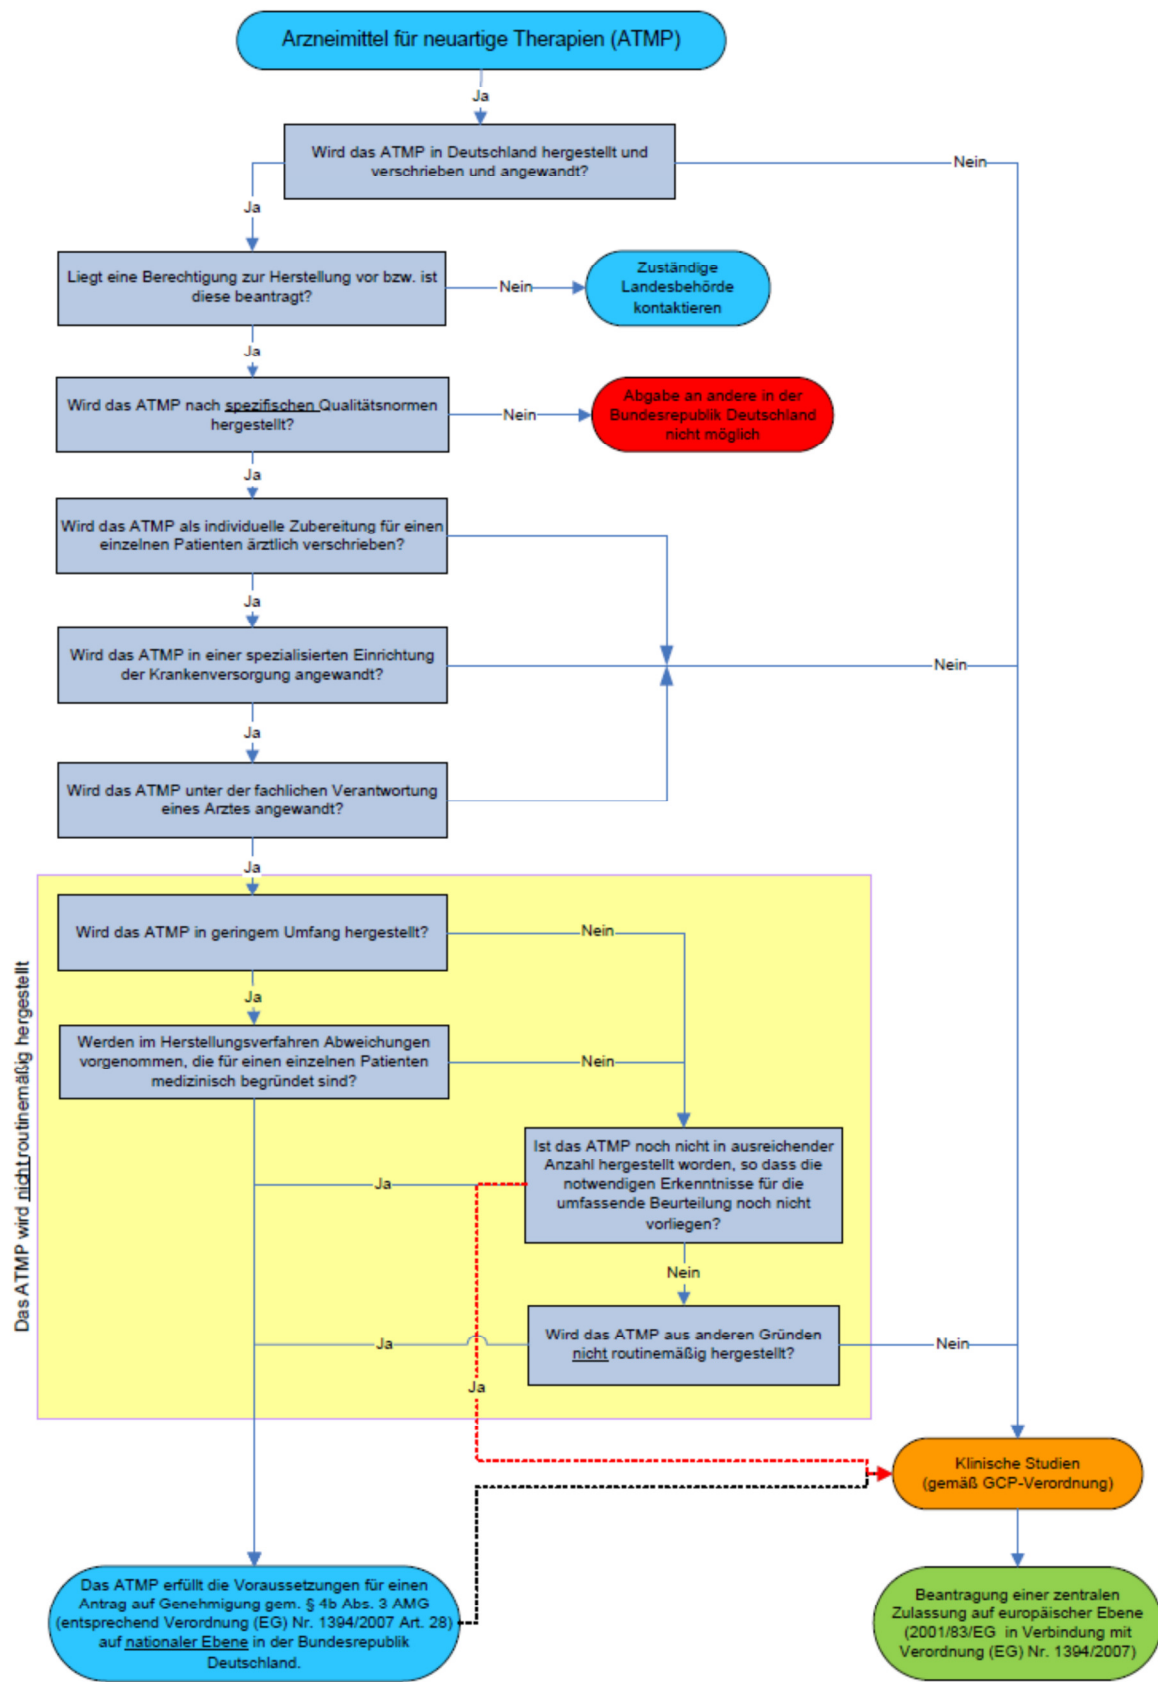 Arzneimittel für neuartige Therapien (ATMP)
Ja
Wird das ATMP in Deutschland hergestellt und
verschrieben und angewandt?
Nein
Ja
Liegt eine Berechtigung zur Herstellung vor bzw. ist
diese beantragt?
Nein
Zuständige
Landesbehörde
kontaktieren
Ja
Wird das ATMP nach spezifischen Qualitätsnormen
hergestellt?
Nein
Abgabe an andere in der
Bundesrepublik Deutschland
nicht möglich
Ja
Wird das ATMP als individuelle Zubereitung für einen
einzelnen Patienten ärztlich verschrieben?
Ja
Wird das ATMP in einer spezialisierten Einrichtung
der Krankenversorgung angewandt?
Nein
Ja
Wird das ATMP unter der fachlichen Verantwortung
eines Arztes angewandt?
Ja
Das ATMP wird nicht routinemäßig hergestellt
Wird das ATMP in geringem Umfang hergestellt?
Nein
Ja
Werden im Herstellungsverfahren Abweichungen
vorgenommen, die für einen einzelnen Patienten
medizinisch begründet sind?
Nein
Ist das ATMP noch nicht in ausreichender
Anzahl hergestellt worden, so dass die
notwendigen Erkenntnisse für die
umfassende Beurteilung noch nicht
vorliegen?
Ja
Nein
Wird das ATMP aus anderen Gründen
nicht routinemäßig hergestellt?
Ja
Nein
Ja
Klinische Studien
(gemäß GCP-Verordnung)
Das ATMP erfüllt die Voraussetzungen für einen
Antrag auf Genehmigung gem. § 4b Abs. 3 AMG
(entsprechend Verordnung (EG) Nr. 1394/2007 Art. 28)
auf nationaler Ebene in der Bundesrepublik
Deutschland.
Beantragung einer zentralen
Zulassung auf europäischer Ebene
(2001/83/EG in Verbindung mit
Verordnung (EG) Nr. 1394/2007)